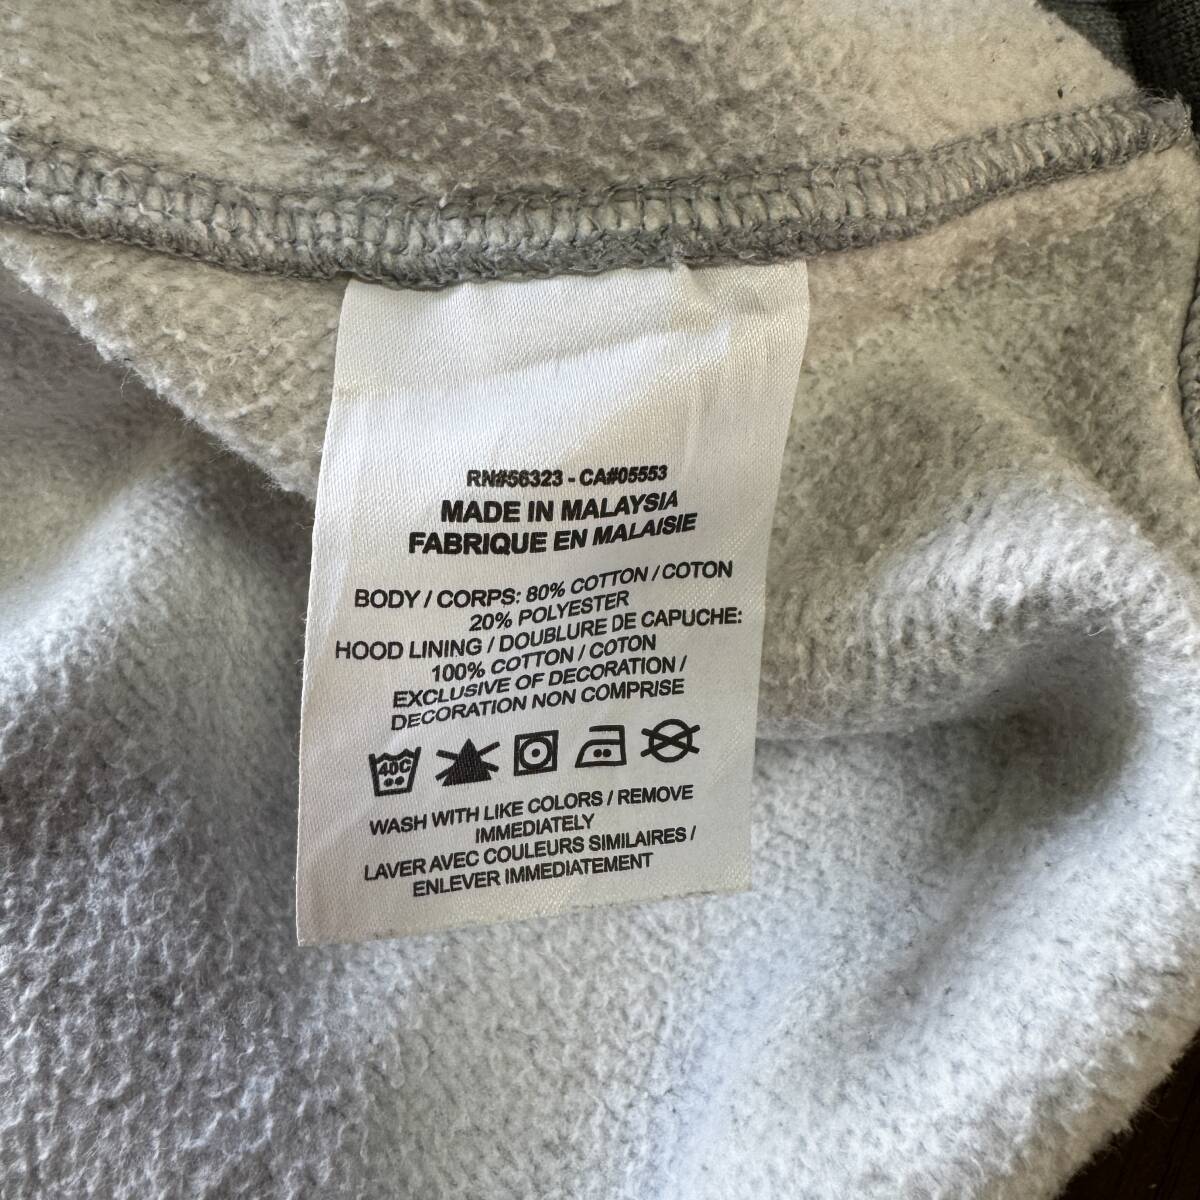 RN#56323 - CA#05553
MADE IN MALAYSIA
FABRIQUE EN MALAISIE
BODY / CORPS: 80% COTTON / COTON
20% POLYESTER
HOOD LINING / DOUBLURE DE CAPUCHE:
100% COTTON / COTON
EXCLUSIVE OF DECORATION /
DECORATION NON COMPRISE
40C
WASH WITH LIKE COLORS / REMOVE
IMMEDIATELY
LAVER AVEC COULEURS SIMILAIRES /
ENLEVER IMMEDIATEMENT